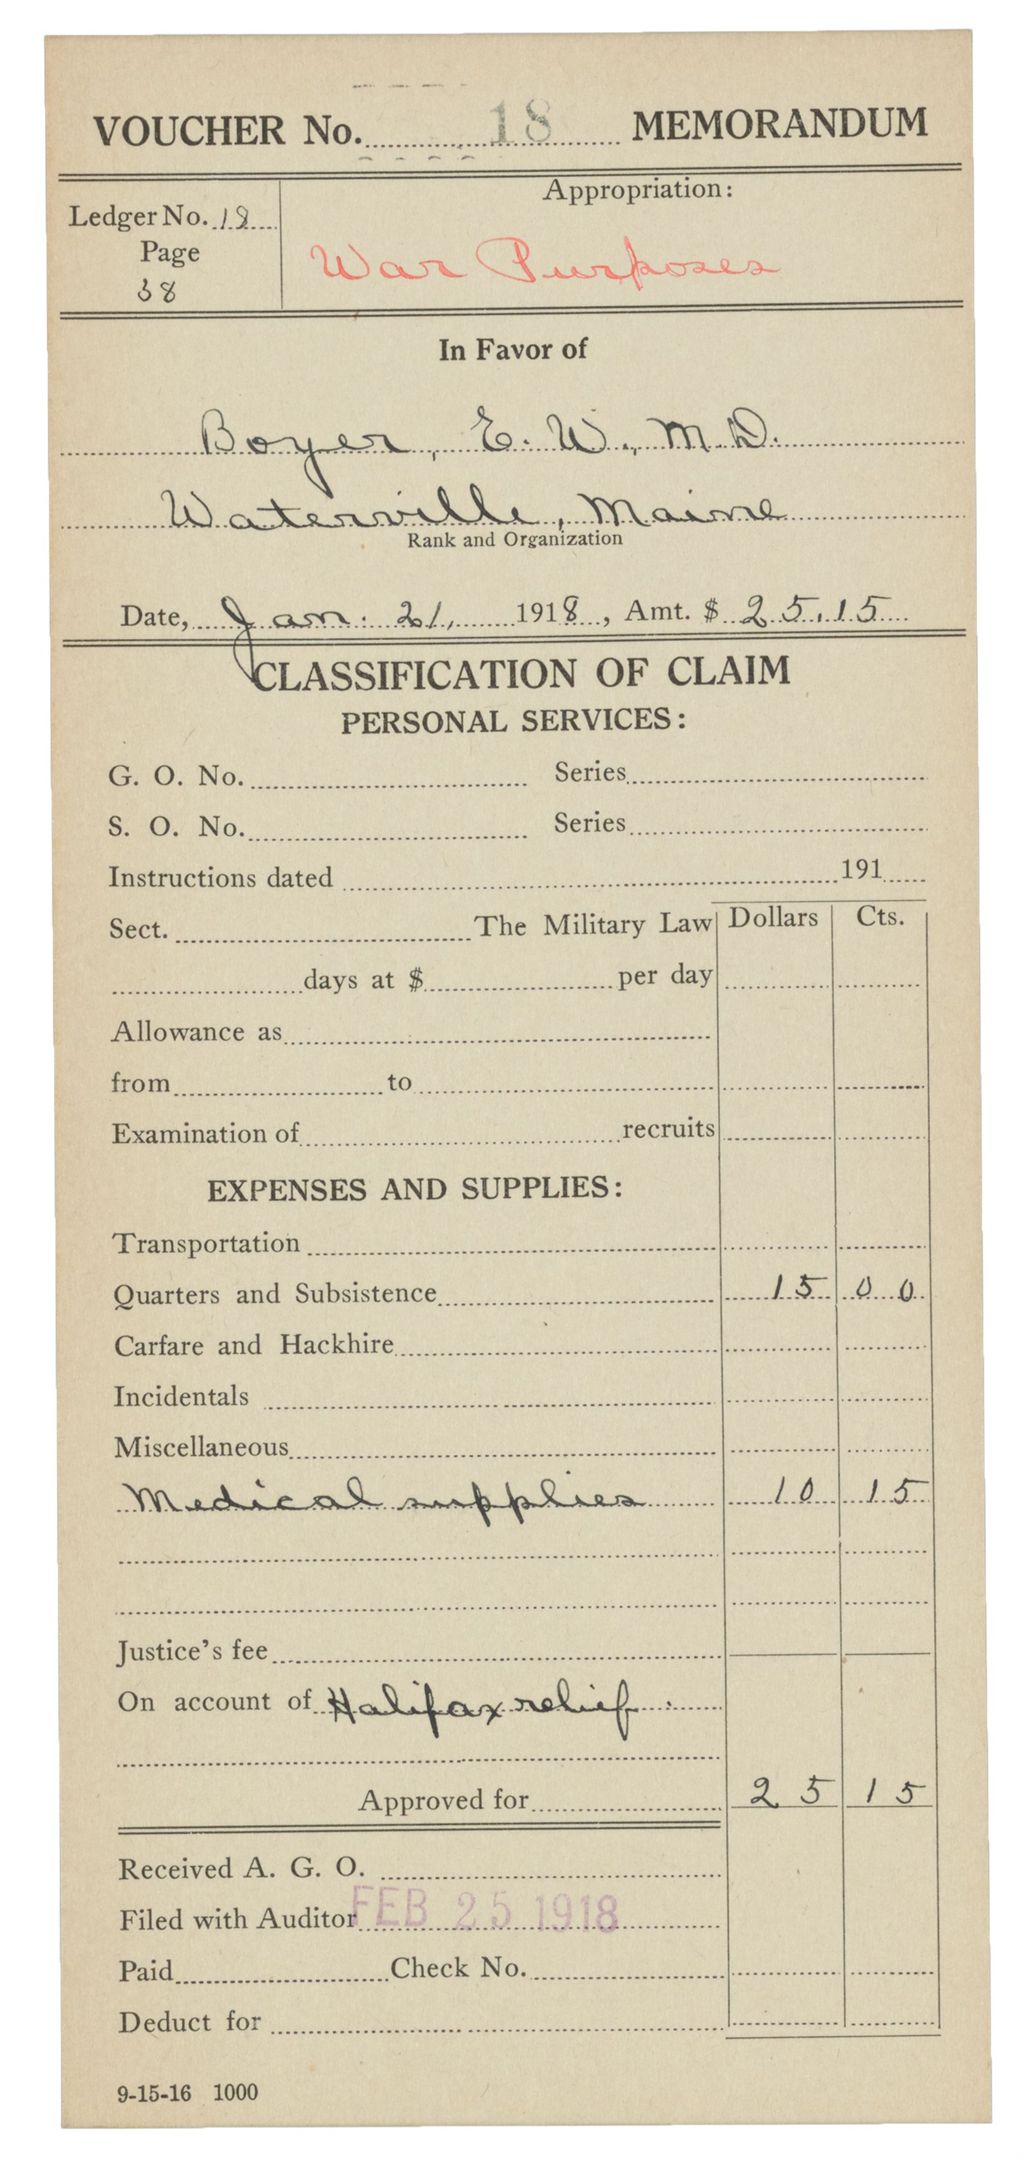 VOUCHER No. 18 MEMORANDUM
Ledger No. 18
Page
38
Appropriation:
War Purposes
In Favor of
Boyer, E. W., M.D.
Waterville, Maine
Rank and Organization
Date, Jan. 21, 1918, Amt. $ 25.15
CLASSIFICATION OF CLAIM
PERSONAL SERVICES:
G. O. No. Series
S. O. No. Series
Instructions dated 191
Sect. The Military Law Dollars Cts.
days at $ per day
Allowance as
from to
Examination of recruits
EXPENSES AND SUPPLIES:
Transportation
Quarters and Subsistence 15 00
Carfare and Hackhire
Incidentals
Miscellaneous
Medical supplies 10 15
Justice's fee
On account of Halifax relief.
Approved for 25 15
Received A. G. O.
Filed with Auditor FEB 25 1918
Paid Check No.
Deduct for
9-15-16 1000